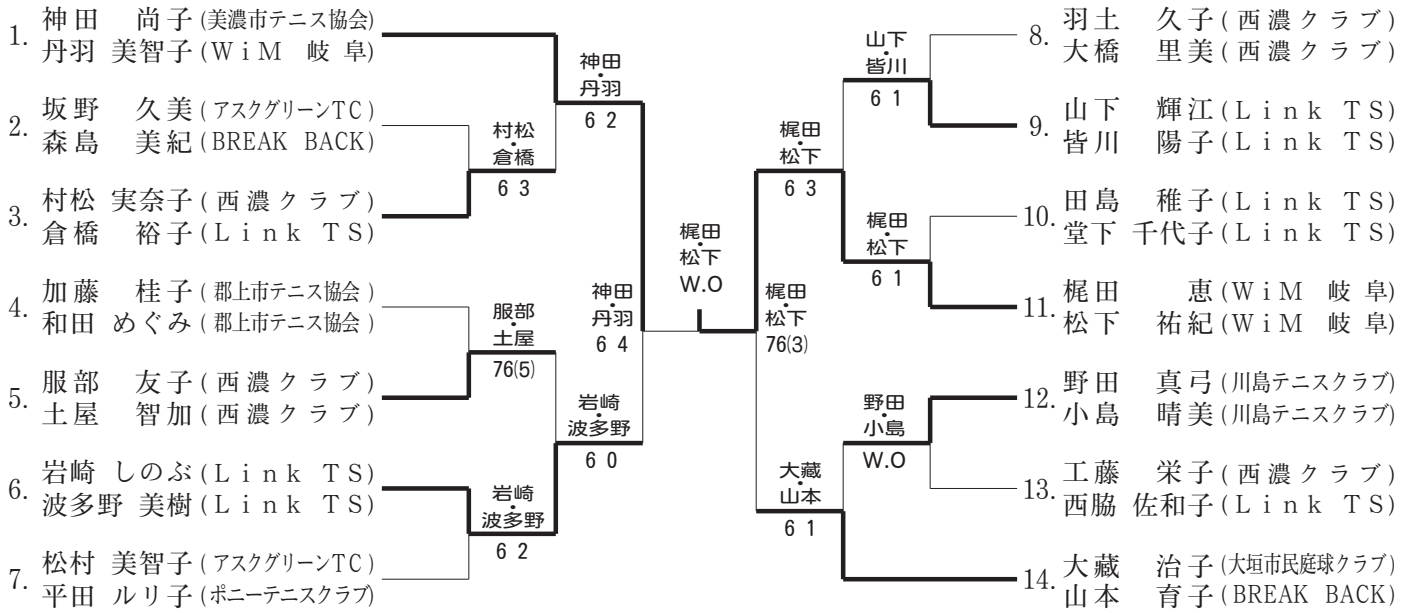 1. 神田 尚子(美濃市テニス協会)
丹羽 美智子(WiM 岐阜)
2. 坂野 久美(アスクグリーンTC)
森島 美紀(BREAK BACK)
3. 村松 実奈子(西濃クラブ)
倉橋 裕子(Link TS)
4. 加藤 桂子(郡上市テニス協会)
和田 めぐみ(郡上市テニス協会)
5. 服部 友子(西濃クラブ)
土屋 智加(西濃クラブ)
6. 岩崎 しのぶ(Link TS)
波多野 美樹(Link TS)
7. 松村 美智子(アスクグリーンTC)
平田 ルリ子(ポニーテニスクラブ)
村松
・
倉橋
6 3
服部
・
土屋
76(5)
岩崎
・
波多野
6 2
神田
・
丹羽
6 2
岩崎
・
波多野
6 0
神田
・
丹羽
6 4
梶田
・
松下
W.O
梶田
・
松下
76(3)
梶田
・
松下
6 3
大蔵
・
山本
6 1
山下
・
皆川
6 1
梶田
・
松下
6 1
野田
・
小島
W.O
8. 羽土 久子(西濃クラブ)
大橋 里美(西濃クラブ)
9. 山下 輝江(Link TS)
皆川 陽子(Link TS)
10. 田島 稚子(Link TS)
堂下 千代子(Link TS)
11. 梶田 恵(WiM 岐阜)
松下 祐紀(WiM 岐阜)
12. 野田 真弓(川島テニスクラブ)
小島 晴美(川島テニスクラブ)
13. 工藤 栄子(西濃クラブ)
西脇 佐和子(Link TS)
14. 大蔵 治子(大垣市民庭球クラブ)
山本 育子(BREAK BACK)